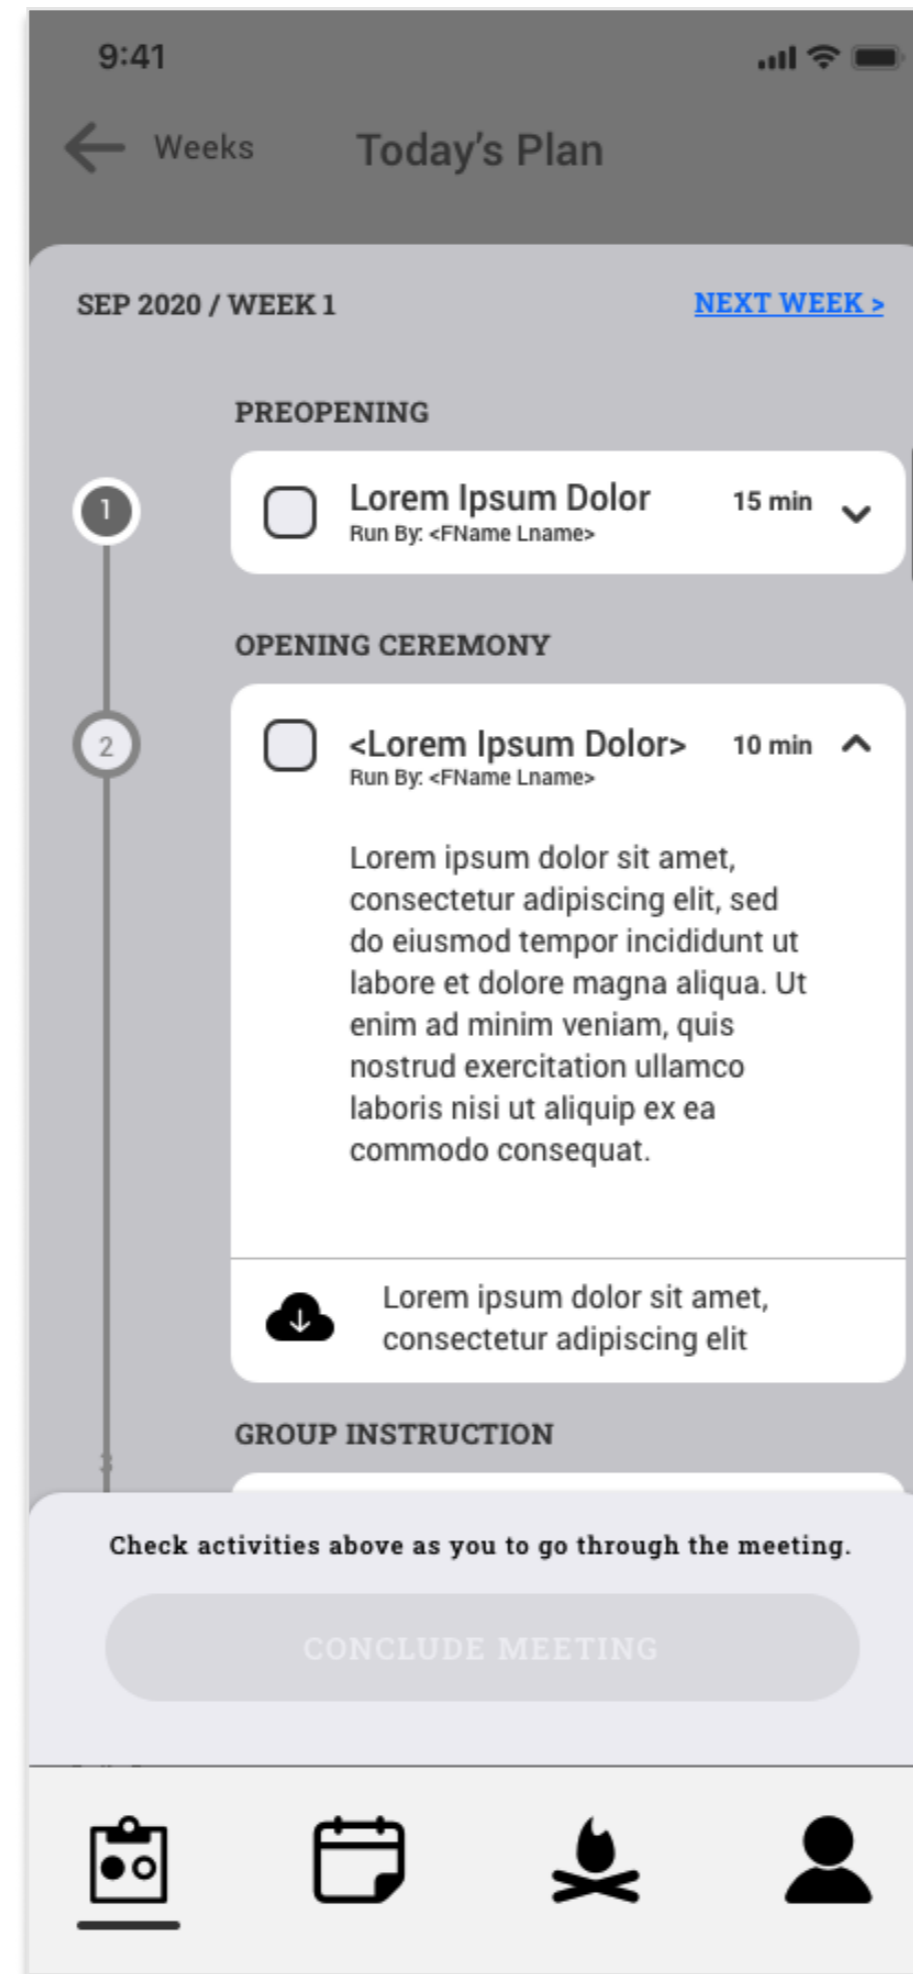 9:41
Weeks
Today's Plan
SEP 2020 / WEEK 1
NEXT WEEK >
PREOPENING
1
Lorem Ipsum Dolor
15 min
Run By: <FName Lname>
OPENING CEREMONY
2
<Lorem Ipsum Dolor>
10 min
Run By: <FName Lname>
Lorem ipsum dolor sit amet,
consectetur adipiscing elit, sed
do eiusmod tempor incididunt ut
labore et dolore magna aliqua. Ut
enim ad minim veniam, quis
nostrud exercitation ullamco
laboris nisi ut aliquip ex ea
commodo consequat.
Lorem ipsum dolor sit amet,
consectetur adipiscing elit
GROUP INSTRUCTION
3
Check activities above as you to go through the meeting.
CONCLUDE MEETING